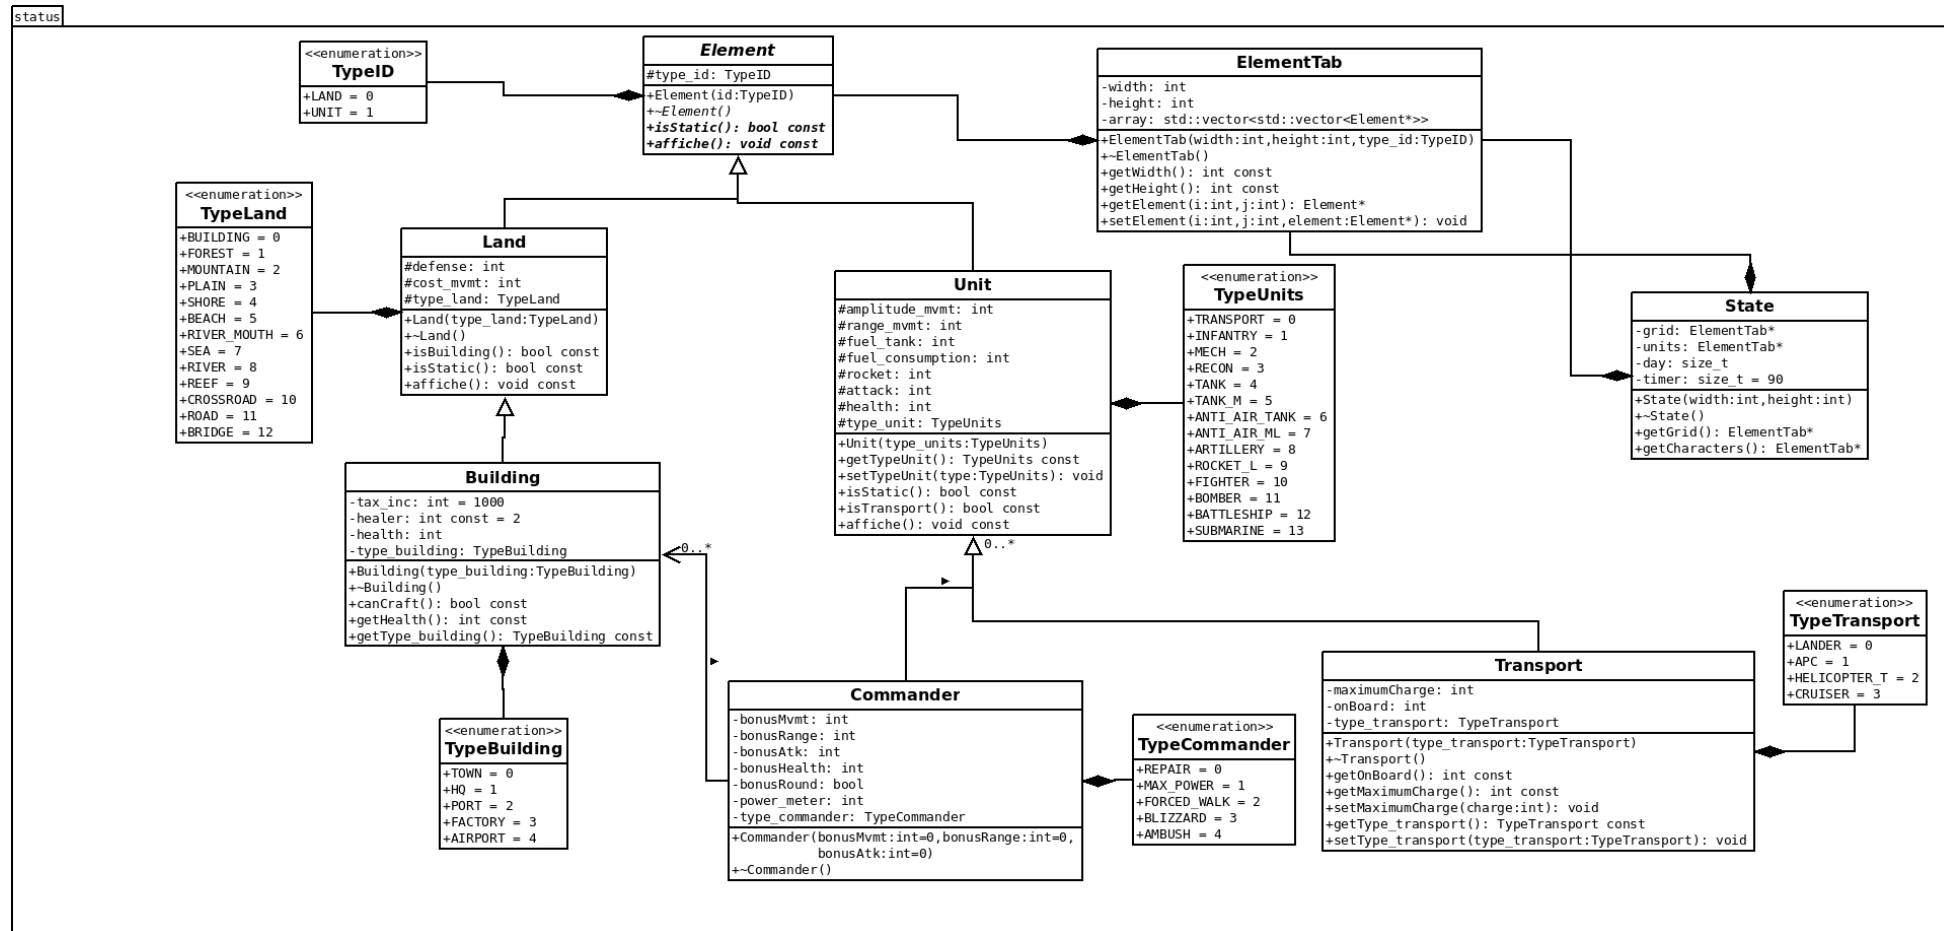 status
<<enumeration>>
TypeID
+LAND = 0
+UNIT = 1
Element
#type_id: TypeID
+Element(id:TypeID)
+~Element()
+isStatic(): bool const
+affiche(): void const
ElementTab
-width: int
-height: int
-array: std::vector<std::vector<Element*>>
+ElementTab(width:int,height:int,type_id:TypeID)
+~ElementTab()
+getWidth(): int const
+getHeight(): int const
+getElement(i:int,j:int): Element*
+setElement(i:int,j:int,element:Element*): void
<<enumeration>>
TypeLand
+BUILDING = 0
+FOREST = 1
+MOUNTAIN = 2
+PLAIN = 3
+SHORE = 4
+BEACH = 5
+RIVER_MOUTH = 6
+SEA = 7
+RIVER = 8
+REEF = 9
+CROSSROAD = 10
+ROAD = 11
+BRIDGE = 12
Land
#defense: int
#cost_mvmt: int
#type_land: TypeLand
+Land(type_land:TypeLand)
+~Land()
+isBuilding(): bool const
+isStatic(): bool const
+affiche(): void const
Unit
#amplitude_mvmt: int
#range_mvmt: int
#fuel_tank: int
#fuel_consumption: int
#rocket: int
#attack: int
#health: int
#type_unit: TypeUnits
+Unit(type_units:TypeUnits)
+getTypeUnit(): TypeUnits const
+setTypeUnit(type:TypeUnits): void
+isStatic(): bool const
+isTransport(): bool const
+affiche(): void const
<<enumeration>>
TypeUnits
+TRANSPORT = 0
+INFANTRY = 1
+MECH = 2
+RECON = 3
+TANK = 4
+TANK_M = 5
+ANTI_AIR_TANK = 6
+ANTI_AIR_ML = 7
+ARTILLERY = 8
+ROCKET_L = 9
+FIGHTER = 10
+BOMBER = 11
+BATTLESHIP = 12
+SUBMARINE = 13
State
-grid: ElementTab*
-units: ElementTab*
-day: size_t
-timer: size_t = 90
+State(width:int,height:int)
+~State()
+getGrid(): ElementTab*
+getCharacters(): ElementTab*
Building
-tax_inc: int = 1000
-healer: int const = 2
-health: int
-type_building: TypeBuilding
+Building(type_building:TypeBuilding)
+~Building()
+canCraft(): bool const
+getHealth(): int const
+getType_building(): TypeBuilding const
0..*
0..*
<<enumeration>>
TypeBuilding
+TOWN = 0
+HQ = 1
+PORT = 2
+FACTORY = 3
+AIRPORT = 4
Commander
-bonusMvmt: int
-bonusRange: int
-bonusAtk: int
-bonusHealth: int
-bonusRound: bool
-power_meter: int
-type_commander: TypeCommander
+Commander(bonusMvmt:int=0,bonusRange:int=0,
bonusAtk:int=0)
+~Commander()
<<enumeration>>
TypeCommander
+REPAIR = 0
+MAX_POWER = 1
+FORCED_WALK = 2
+BLIZZARD = 3
+AMBUSH = 4
Transport
-maximumCharge: int
-onBoard: int
-type_transport: TypeTransport
+Transport(type_transport:TypeTransport)
+~Transport()
+getOnBoard(): int const
+getMaximumCharge(): int const
+setMaximumCharge(charge:int): void
+getType_transport(): TypeTransport const
+setType_transport(type_transport:TypeTransport): void
<<enumeration>>
TypeTransport
+LANDER = 0
+APC = 1
+HELICOPTER_T = 2
+CRUISER = 3